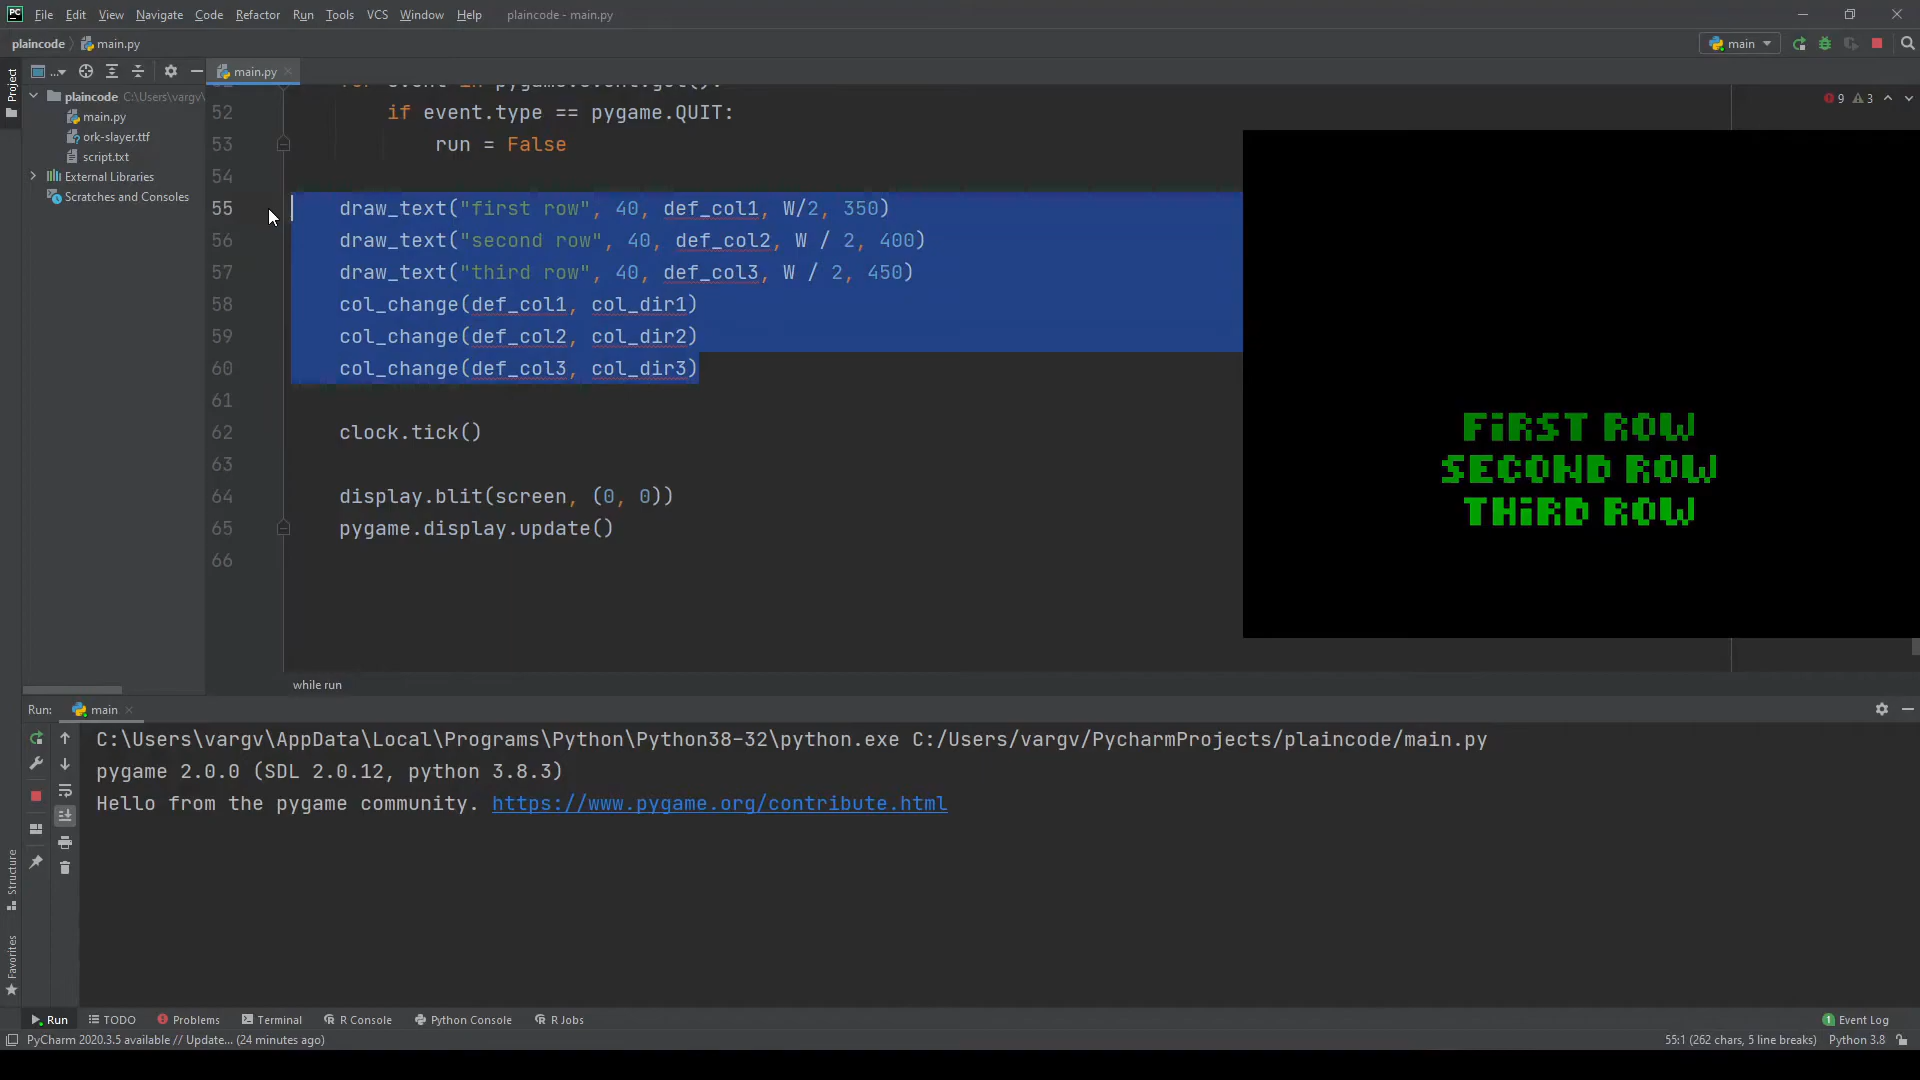 PC File Edit View Navigate Code Refactor Run Tools VCS Window Help plaincode - main.py
plaincode main.py main
Project ... main.py
plaincode C:\Users\vargv\
main.py
ork-slayer.ttf
script.txt
External Libraries
Scratches and Consoles
9 3
52 if event.type == pygame.QUIT:
53 run = False
54
55 draw_text("first row", 40, def_col1, W/2, 350)
56 draw_text("second row", 40, def_col2, W / 2, 400)
57 draw_text("third row", 40, def_col3, W / 2, 450)
58 col_change(def_col1, col_dir1)
59 col_change(def_col2, col_dir2)
60 col_change(def_col3, col_dir3)
61
62 clock.tick()
63
64 display.blit(screen, (0, 0))
65 pygame.display.update()
66
FiRST ROW
SECOND ROW
THiRD ROW
while run
Run: main
C:\Users\vargv\AppData\Local\Programs\Python\Python38-32\python.exe C:/Users/vargv/PycharmProjects/plaincode/main.py
pygame 2.0.0 (SDL 2.0.12, python 3.8.3)
Hello from the pygame community. https://www.pygame.org/contribute.html
Structure
Favorites
Run TODO Problems Terminal R Console Python Console R Jobs 1 Event Log
PyCharm 2020.3.5 available // Update... (24 minutes ago) 55:1 (262 chars, 5 line breaks) Python 3.8